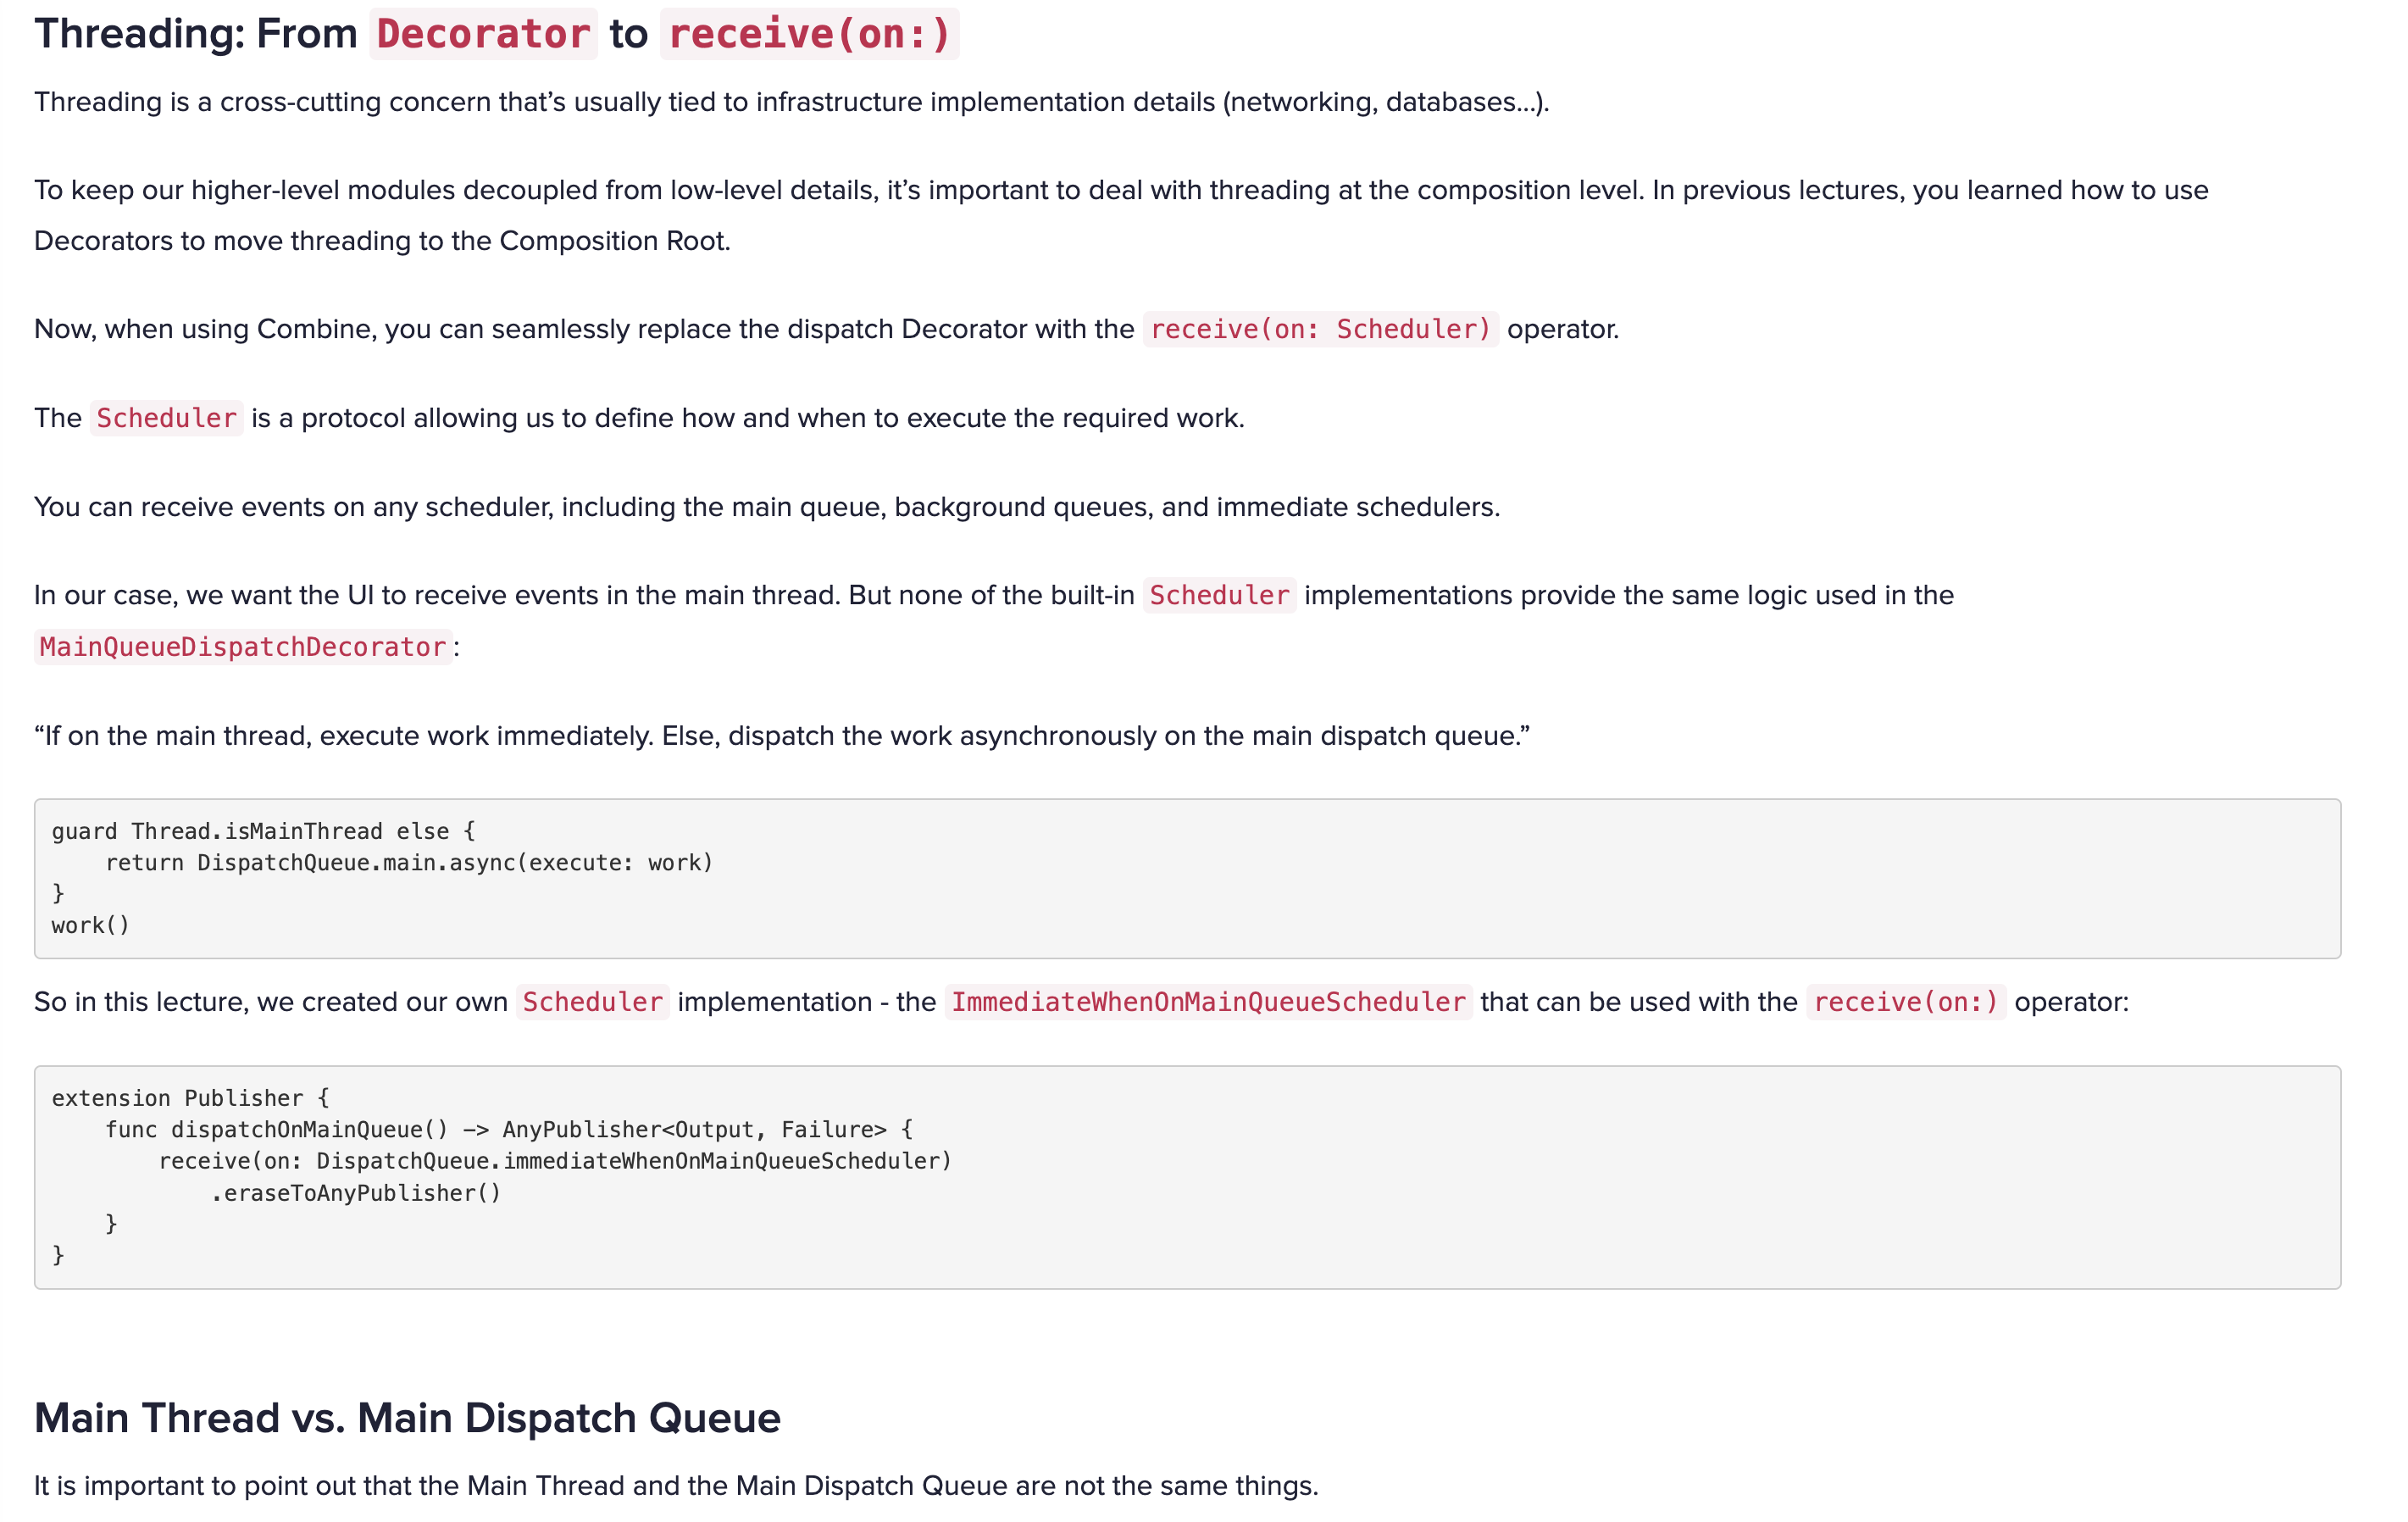 Threading: From Decorator to receive(on:)
Threading is a cross-cutting concern that’s usually tied to infrastructure implementation details (networking, databases…).
To keep our higher-level modules decoupled from low-level details, it’s important to deal with threading at the composition level. In previous lectures, you learned how to use
Decorators to move threading to the Composition Root.
Now, when using Combine, you can seamlessly replace the dispatch Decorator with the receive(on: Scheduler) operator.
The Scheduler is a protocol allowing us to define how and when to execute the required work.
You can receive events on any scheduler, including the main queue, background queues, and immediate schedulers.
In our case, we want the UI to receive events in the main thread. But none of the built-in Scheduler implementations provide the same logic used in the
MainQueueDispatchDecorator:
“If on the main thread, execute work immediately. Else, dispatch the work asynchronously on the main dispatch queue.”
guard Thread.isMainThread else {
    return DispatchQueue.main.async(execute: work)
}
work()
So in this lecture, we created our own Scheduler implementation - the ImmediateWhenOnMainQueueScheduler that can be used with the receive(on:) operator:
extension Publisher {
    func dispatchOnMainQueue() -> AnyPublisher<Output, Failure> {
        receive(on: DispatchQueue.immediateWhenOnMainQueueScheduler)
            .eraseToAnyPublisher()
    }
}
Main Thread vs. Main Dispatch Queue
It is important to point out that the Main Thread and the Main Dispatch Queue are not the same things.